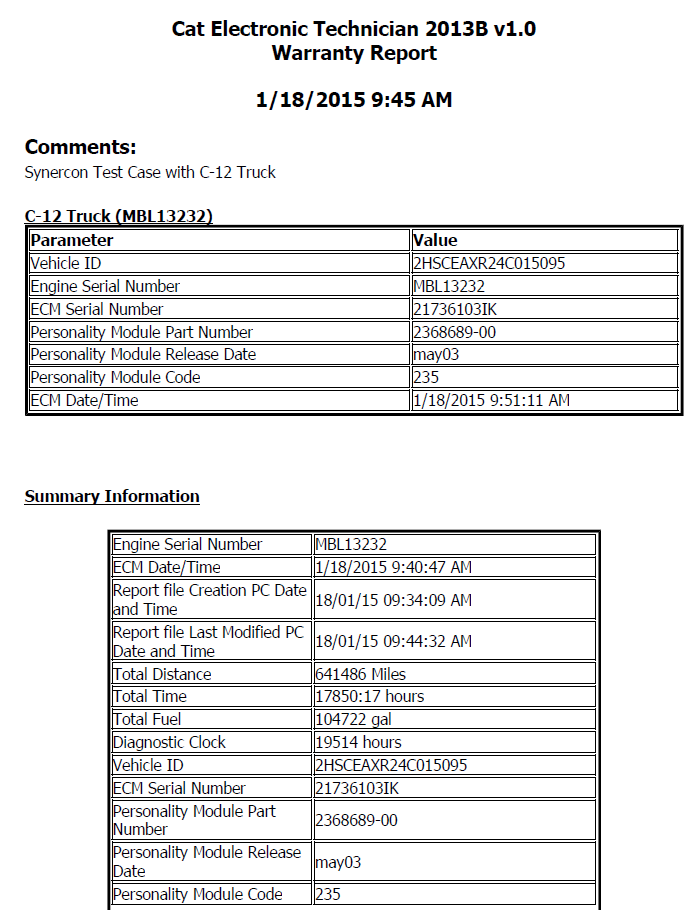 Cat Electronic Technician 2013B v1.0
Warranty Report
1/18/2015 9:45 AM
Comments:
Synercon Test Case with C-12 Truck
C-12 Truck (MBL13232)
Parameter Value
Vehicle ID 2HSCEAXR24C015095
Engine Serial Number MBL13232
ECM Serial Number 21736103IK
Personality Module Part Number 2368689-00
Personality Module Release Date may03
Personality Module Code 235
ECM Date/Time 1/18/2015 9:51:11 AM
Summary Information
Engine Serial Number MBL13232
ECM Date/Time 1/18/2015 9:40:47 AM
Report file Creation PC Date
and Time 18/01/15 09:34:09 AM
Report file Last Modified PC
Date and Time 18/01/15 09:44:32 AM
Total Distance 641486 Miles
Total Time 17850:17 hours
Total Fuel 104722 gal
Diagnostic Clock 19514 hours
Vehicle ID 2HSCEAXR24C015095
ECM Serial Number 21736103IK
Personality Module Part
Number 2368689-00
Personality Module Release
Date may03
Personality Module Code 235